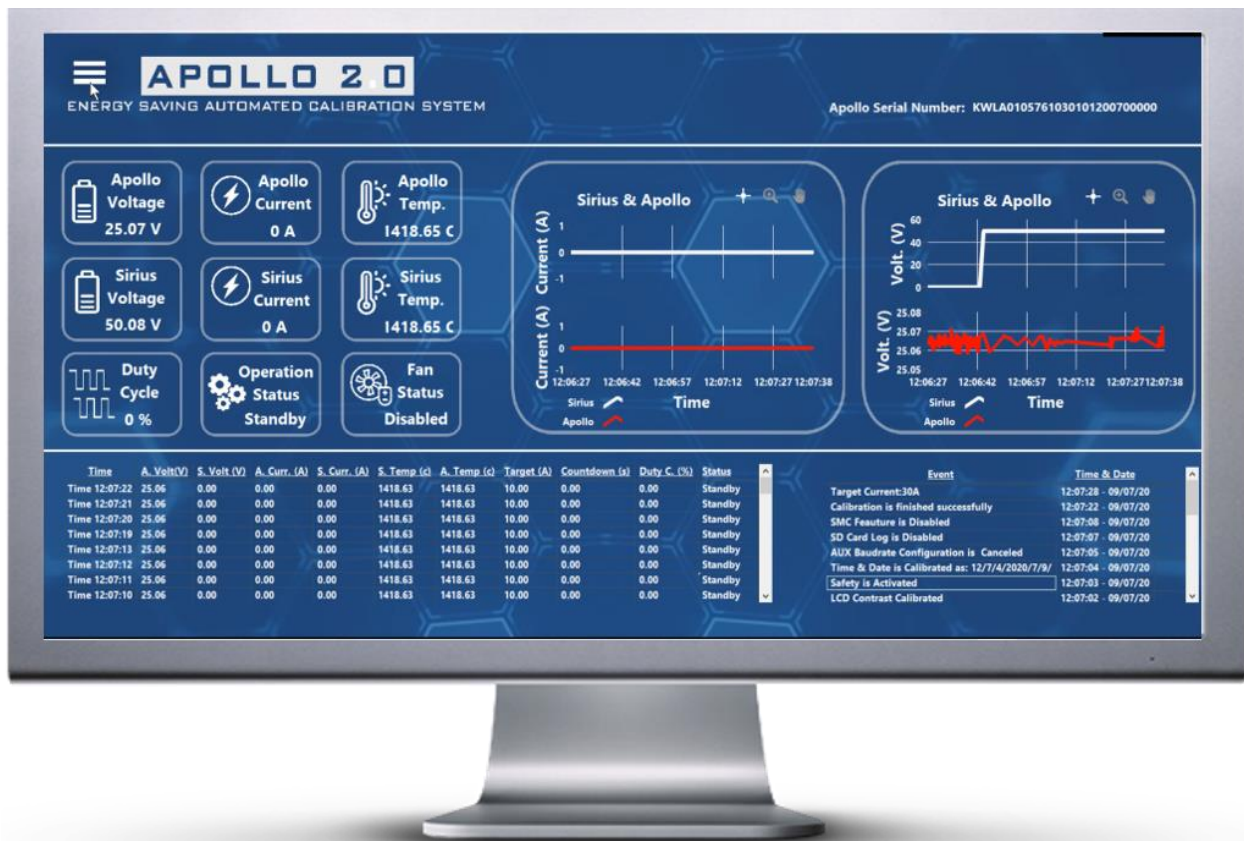 APOLLO 2.0
ENERGY SAVING AUTOMATED CALIBRATION SYSTEM
Apollo Serial Number: KWLA0105761030101200700000
Apollo
Voltage
25.07 V
Apollo
Current
0 A
Apollo
Temp.
1418.65 C
Sirius
Voltage
50.08 V
Sirius
Current
0 A
Sirius
Temp.
1418.65 C
Duty
Cycle
0 %
Operation
Status
Standby
Fan
Status
Disabled
Sirius & Apollo
Current (A)
1
0
-1
Current (A)
1
0
-1
12:06:27 12:06:42 12:06:57 12:07:12 12:07:27 12:07:38
Time
Sirius
Apollo
Sirius & Apollo
Volt. (V)
60
40
20
0
Volt. (V)
25.08
25.07
25.06
25.05
12:06:27 12:06:42 12:06:57 12:07:12 12:07:27 12:07:38
Time
Sirius
Apollo
Time A. Volt(V) S. Volt (V) A. Curr. (A) S. Curr. (A) S. Temp (c) A. Temp (c) Target (A) Countdown (s) Duty C. (%) Status
Time 12:07:22 25.06 0.00 0.00 0.00 1418.63 1418.63 10.00 0.00 0.00 Standby
Time 12:07:21 25.06 0.00 0.00 0.00 1418.63 1418.63 10.00 0.00 0.00 Standby
Time 12:07:20 25.06 0.00 0.00 0.00 1418.63 1418.63 10.00 0.00 0.00 Standby
Time 12:07:19 25.06 0.00 0.00 0.00 1418.63 1418.63 10.00 0.00 0.00 Standby
Time 12:07:13 25.06 0.00 0.00 0.00 1418.63 1418.63 10.00 0.00 0.00 Standby
Time 12:07:12 25.06 0.00 0.00 0.00 1418.63 1418.63 10.00 0.00 0.00 Standby
Time 12:07:11 25.06 0.00 0.00 0.00 1418.63 1418.63 10.00 0.00 0.00 Standby
Time 12:07:10 25.06 0.00 0.00 0.00 1418.63 1418.63 10.00 0.00 0.00 Standby
Event Time & Date
Target Current:30A 12:07:28 - 09/07/20
Calibration is finished successfully 12:07:22 - 09/07/20
SMC Feauture is Disabled 12:07:08 - 09/07/20
SD Card Log is Disabled 12:07:07 - 09/07/20
AUX Baudrate Configuration is Canceled 12:07:05 - 09/07/20
Time & Date is Calibrated as: 12/7/4/2020/7/9/ 12:07:04 - 09/07/20
Safety is Activated 12:07:03 - 09/07/20
LCD Contrast Calibrated 12:07:02 - 09/07/20